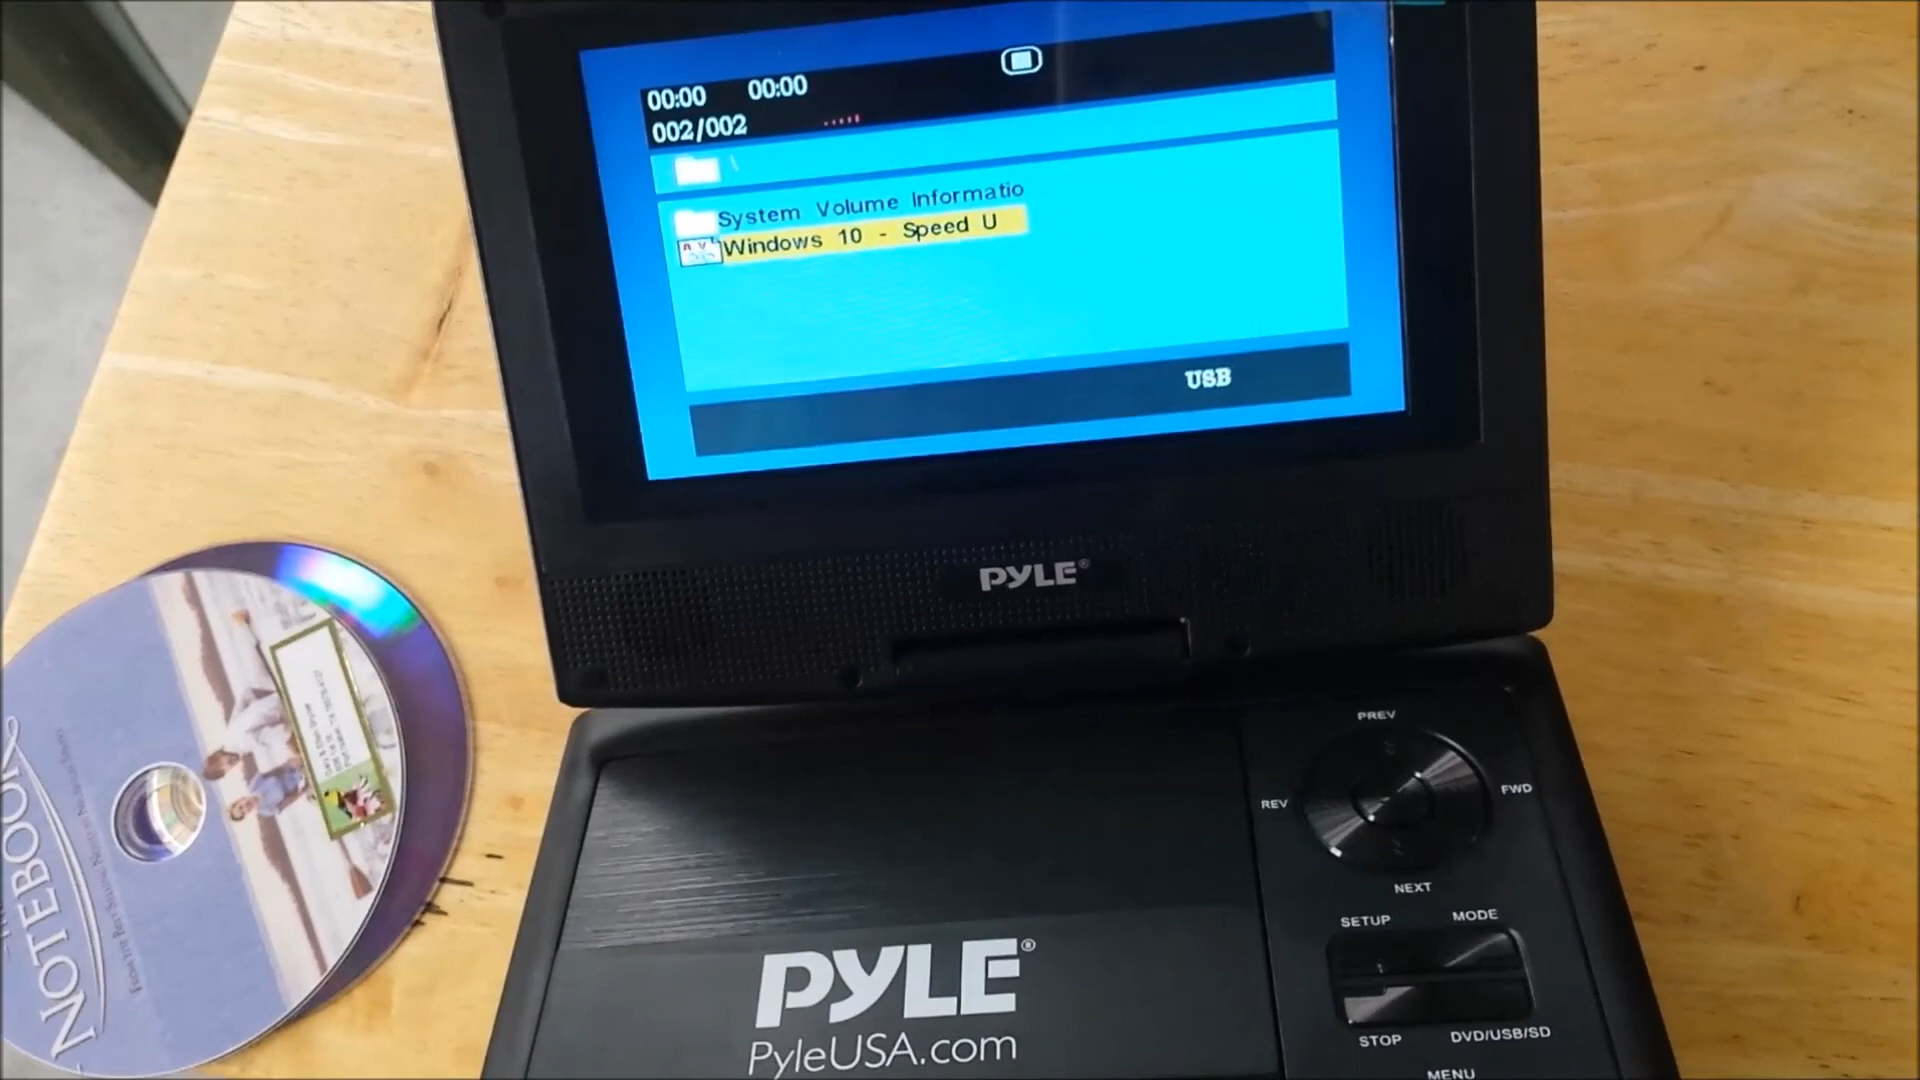 00:00 00:00
002/002
\
System Volume Informatio
Windows 10 - Speed U
USB
PYLE®
PREV
REV
FWD
NEXT
SETUP MODE
STOP DVD/USB/SD
MENU
PYLE®
PyleUSA.com
NOTEBOOK